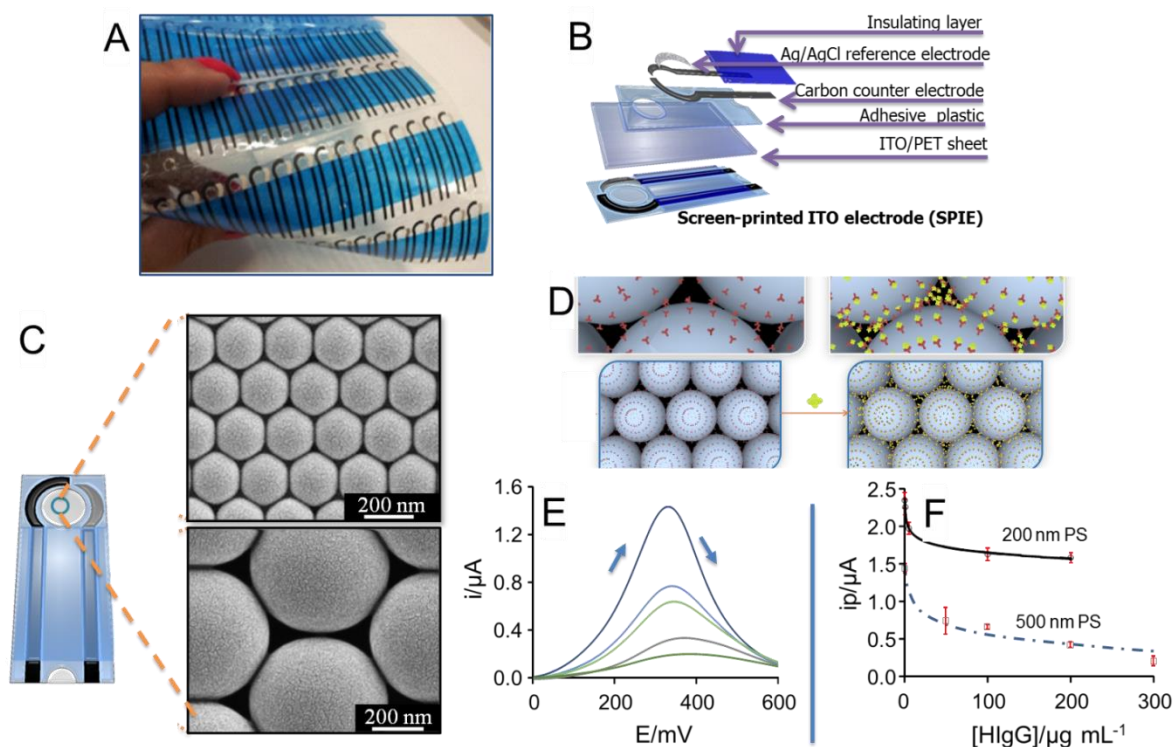 A
B
Insulating layer
Ag/AgCl reference electrode
Carbon counter electrode
Adhesive plastic
ITO/PET sheet
Screen-printed ITO electrode (SPIE)
C
200 nm
200 nm
D
E
i/µA
1.6
1.2
0.8
0.4
0.0
0
200
400
600
E/mV
F
ip/µA
2.5
2.0
1.5
1.0
0.5
0.0
200 nm PS
500 nm PS
0
100
200
300
[HIgG]/µg mL⁻¹